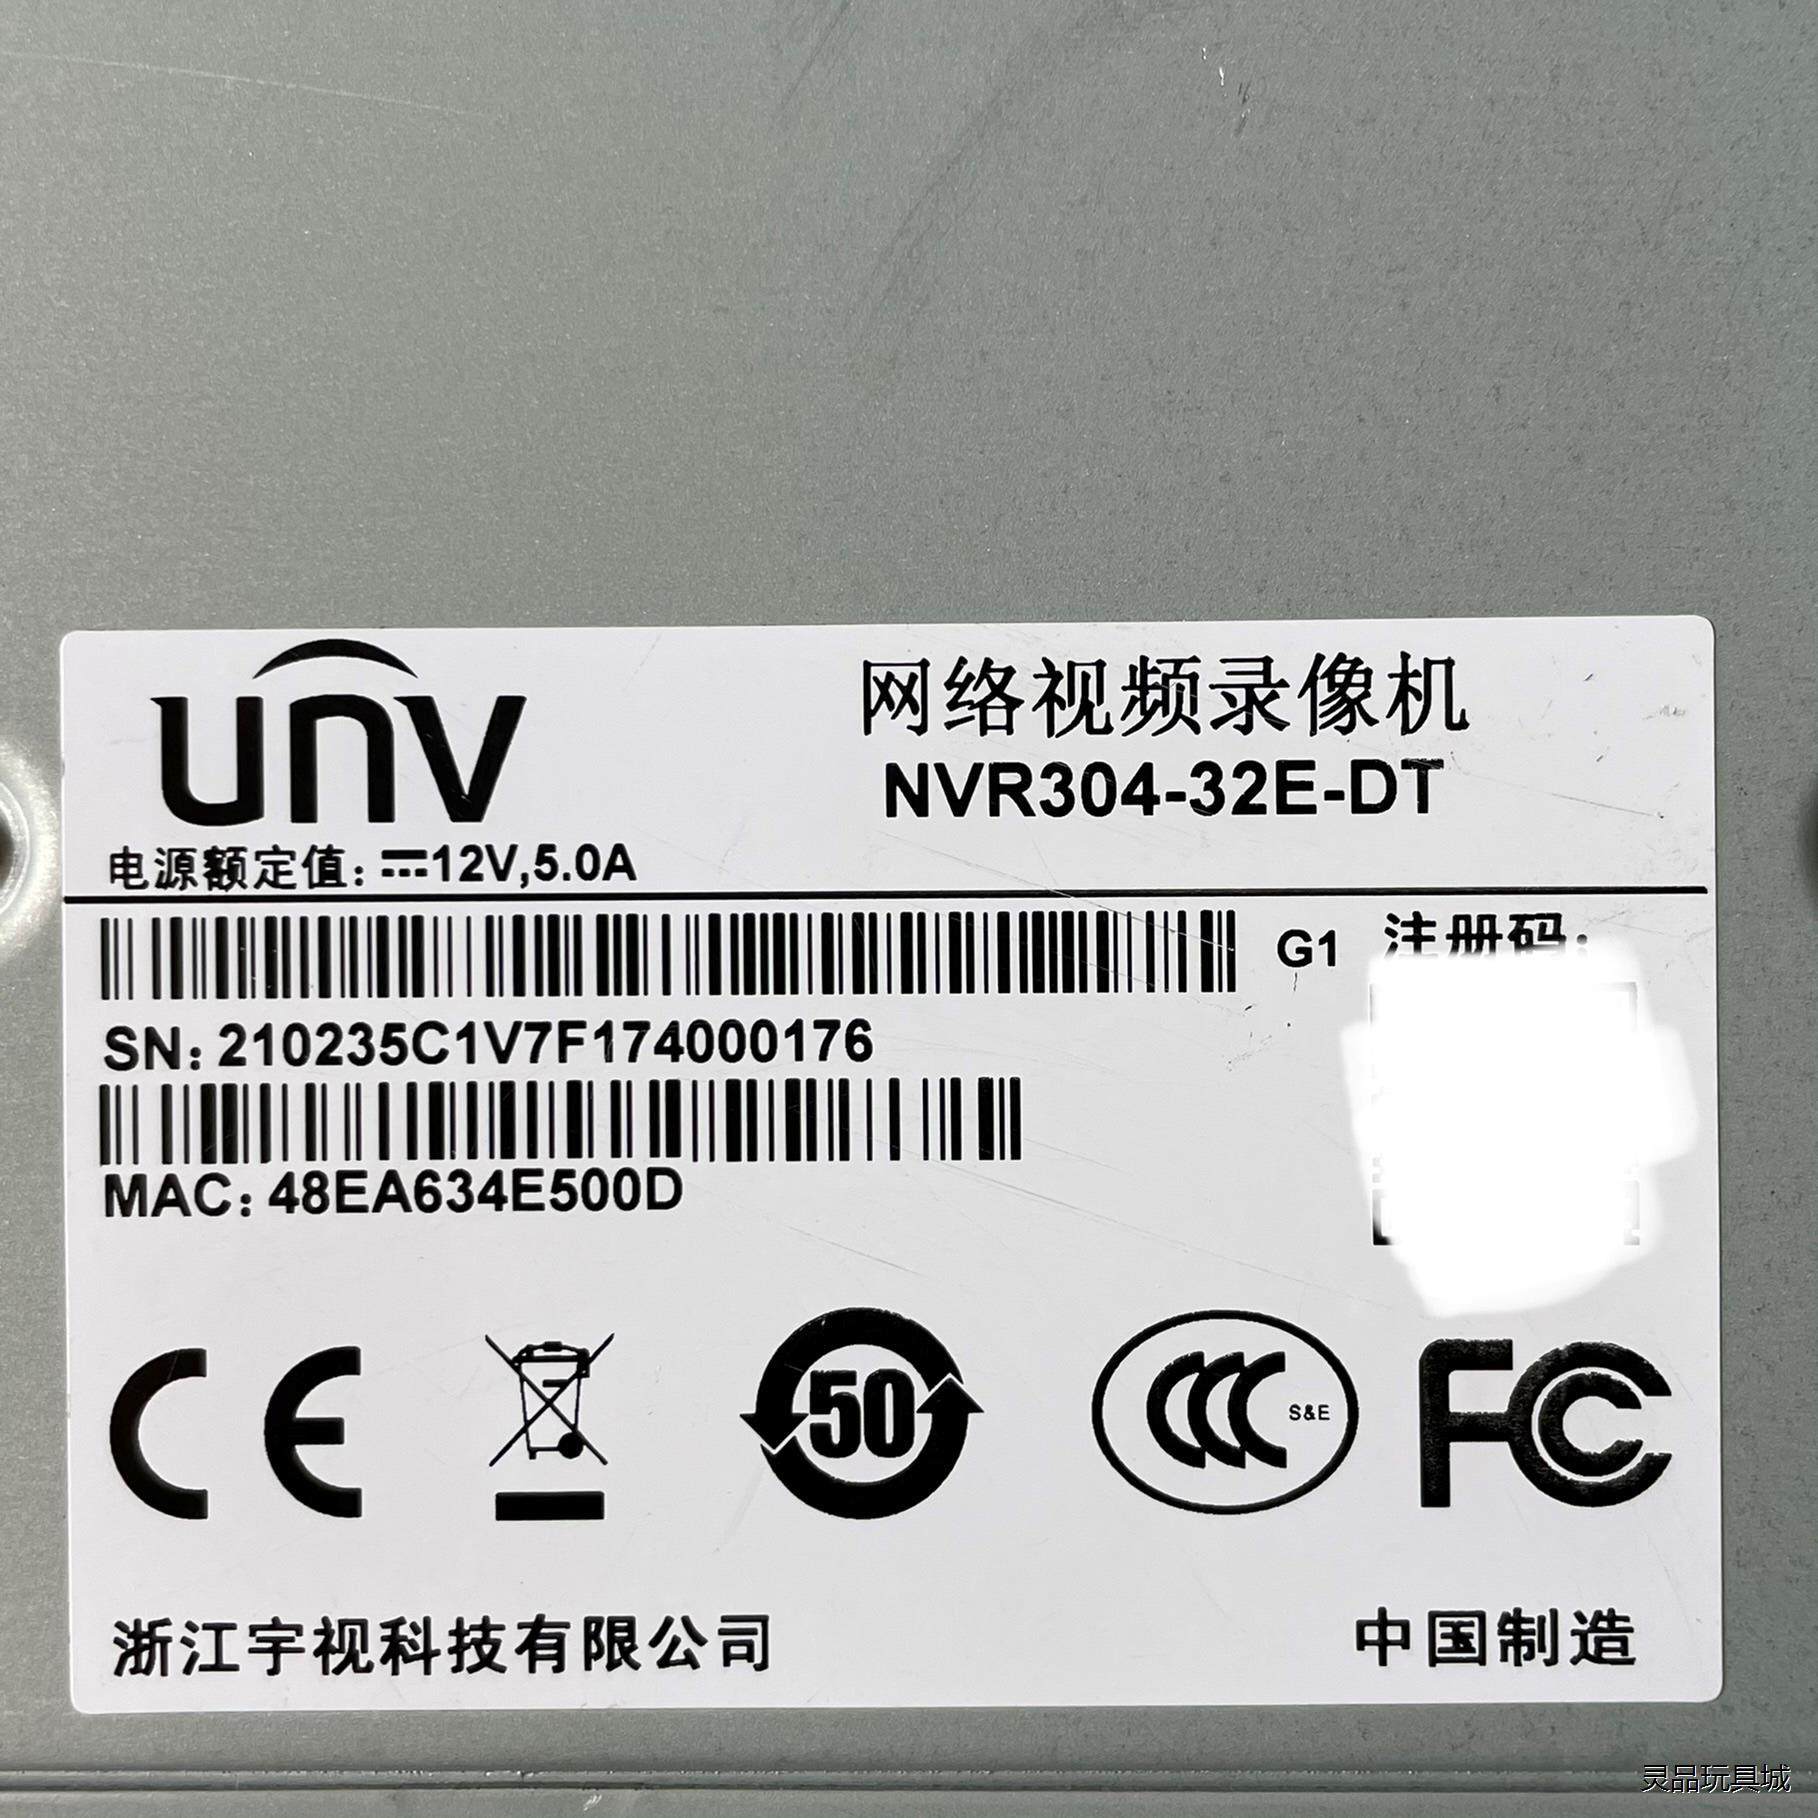 unv
网络视频录像机
NVR304-32E-DT
电源额定值：⎓12V,5.0A
G1
注册码：
SN：210235C1V7F174000176
MAC：48EA634E500D
CE
50
CCC S&E
FC
浙江宇视科技有限公司
中国制造
灵品玩具城